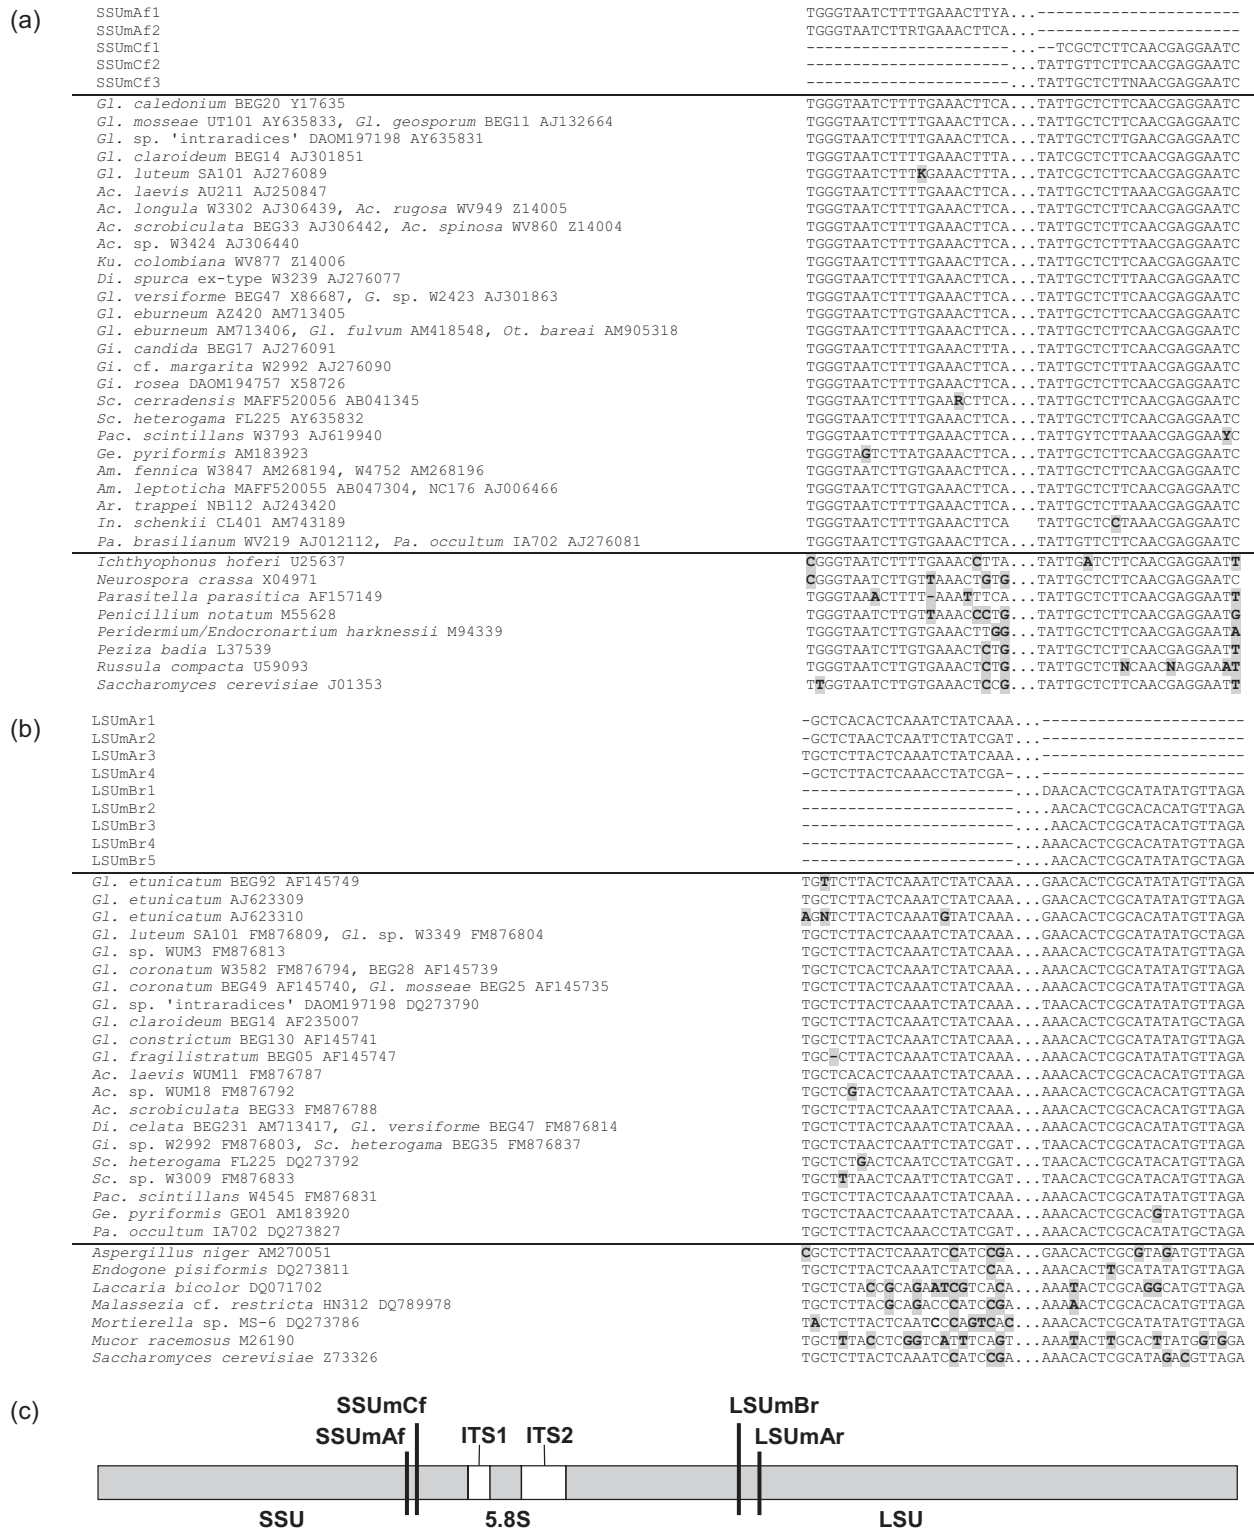 (a)
SSUmAf1 TGGGTAATCTTTTGAAACTTYA...----------------------
SSUmAf2 TGGGTAATCTTRTGAAACTTCA...----------------------
SSUmCf1 ----------------------...--TCGCTCTTCAACGAGGAATC
SSUmCf2 ----------------------...TATTGTTCTTCAACGAGGAATC
SSUmCf3 ----------------------...TATTGCTCTTNAACGAGGAATC
Gl. caledonium BEG20 Y17635 TGGGTAATCTTTTGAAACTTCA...TATTGCTCTTCAACGAGGAATC
Gl. mosseae UT101 AY635833, Gl. geosporum BEG11 AJ132664 TGGGTAATCTTTTGAAACTTCA...TATTGCTCTTCAACGAGGAATC
Gl. sp. 'intraradices' DAOM197198 AY635831 TGGGTAATCTTTTGAAACTTCA...TATTGCTCTTGAACGAGGAATC
Gl. claroideum BEG14 AJ301851 TGGGTAATCTTTTGAAACTTTA...TATCGCTCTTCAACGAGGAATC
Gl. luteum SA101 AJ276089 TGGGTAATCTTTKGAAACTTTA...TATCGCTCTTCAACGAGGAATC
Ac. laevis AU211 AJ250847 TGGGTAATCTTTTGAAACTTCA...TATTGCTCTTAAACGAGGAATC
Ac. longula W3302 AJ306439, Ac. rugosa WV949 Z14005 TGGGTAATCTTTTGAAACTTCA...TATTGCTCTTCAACGAGGAATC
Ac. scrobiculata BEG33 AJ306442, Ac. spinosa WV860 Z14004 TGGGTAATCTTTTGAAACTTCA...TATTGCTCTTCAACGAGGAATC
Ac. sp. W3424 AJ306440 TGGGTAATCTTTTGAAACTTCA...TATTGCTCTTTAACGAGGAATC
Ku. colombiana WV877 Z14006 TGGGTAATCTTTTGAAACTTCA...TATTGCTCTTCAACGAGGAATC
Di. spurca ex-type W3239 AJ276077 TGGGTAATCTTTTGAAACTTCA...TATTGCTCTTTAACGAGGAATC
Gl. versiforme BEG47 X86687, G. sp. W2423 AJ301863 TGGGTAATCTTTTGAAACTTCA...TATTGCTCTTCAACGAGGAATC
Gl. eburneum AZ420 AM713405 TGGGTAATCTTGTGAAACTTCA...TATTGCTCTTCAACGAGGAATC
Gl. eburneum AM713406, Gl. fulvum AM418548, Ot. bareai AM905318 TGGGTAATCTTTTGAAACTTCA...TATTGCTCTTCAACGAGGAATC
Gi. candida BEG17 AJ276091 TGGGTAATCTTTTGAAACTTTA...TATTGCTCTTCAACGAGGAATC
Gi. cf. margarita W2992 AJ276090 TGGGTAATCTTTTGAAACTTCA...TATTGCTCTTTAACGAGGAATC
Gi. rosea DAOM194757 X58726 TGGGTAATCTTTTGAAACTTCA...TATTGCTCTTCAACGAGGAATC
Sc. cerradensis MAFF520056 AB041345 TGGGTAATCTTTTGAARCTTCA...TATTGCTCTTCAACGAGGAATC
Sc. heterogama FL225 AY635832 TGGGTAATCTTTTGAAACTTCA...TATTGCTCTTCAACGAGGAATC
Pac. scintillans W3793 AJ619940 TGGGTAATCTTTTGAAACTTCA...TATTGYTCTTAAACGAGGAAYC
Ge. pyriformis AM183923 TGGGTAGTCTTATGAAACTTCA...TATTGCTCTTCAACGAGGAATC
Am. fennica W3847 AM268194, W4752 AM268196 TGGGTAATCTTGTGAAACTTCA...TATTGCTCTTCAACGAGGAATC
Am. leptoticha MAFF520055 AB047304, NC176 AJ006466 TGGGTAATCTTGTGAAACTTCA...TATTGCTCTTCAACGAGGAATC
Ar. trappei NB112 AJ243420 TGGGTAATCTTGTGAAACTTCA...TATTGCTCTTAAACGAGGAATC
In. schenkii CL401 AM743189 TGGGTAATCTTGTGAAACTTCA TATTGCTCCTAAACGAGGAATC
Pa. brasilianum WV219 AJ012112, Pa. occultum IA702 AJ276081 TGGGTAATCTTGTGAAACTTCA...TATTGTTCTTCAACGAGGAATC
Ichthyophonus hoferi U25637 CGGGTAATCTTTTGAAACCTTA...TATTGATCTTCAACGAGGAATT
Neurospora crassa X04971 CGGGTAATCTTGTTAAACTGTG...TATTGCTCTTCAACGAGGAATC
Parasitella parasitica AF157149 TGGGTAAACTTTT-AAATTTCA...TATTGCTCTTCAACGAGGAATT
Penicillium notatum M55628 TGGGTAATCTTGTTAAACCCTG...TATTGCTCTTCAACGAGGAATG
Peridermium/Endocronartium harknessii M94339 TGGGTAATCTTGTGAAACTTGG...TATTGCTCTTCAACGAGGAATA
Peziza badia L37539 TGGGTAATCTTGTGAAACTCTG...TATTGCTCTTCAACGAGGAATT
Russula compacta U59093 TGGGTAATCTTGTGAAACTCTG...TATTGCTCTNCAACNAGGAAAT
Saccharomyces cerevisiae J01353 TTGGTAATCTTGTGAAACTCCG...TATTGCTCTTCAACGAGGAATT
(b)
LSUmAr1 -GCTCACACTCAAATCTATCAAA...----------------------
LSUmAr2 -GCTCTAACTCAATTCTATCGAT...----------------------
LSUmAr3 TGCTCTTACTCAAATCTATCAAA...----------------------
LSUmAr4 -GCTCTTACTCAAACCTATCGA-...----------------------
LSUmBr1 -----------------------...DAACACTCGCATATATGTTAGA
LSUmBr2 -----------------------....AACACTCGCACACATGTTAGA
LSUmBr3 -----------------------....AACACTCGCATACATGTTAGA
LSUmBr4 -----------------------...AAACACTCGCACATATGTTAGA
LSUmBr5 -----------------------....AACACTCGCATATATGCTAGA
Gl. etunicatum BEG92 AF145749 TGTTCTTACTCAAATCTATCAAA...GAACACTCGCATATATGTTAGA
Gl. etunicatum AJ623309 TGCTCTTACTCAAATCTATCAAA...GAACACTCGCACATATGTTAGA
Gl. etunicatum AJ623310 AGNTCTTACTCAAATGTATCAAA...GAACACTCGCACATATGTTAGA
Gl. luteum SA101 FM876809, Gl. sp. W3349 FM876804 TGCTCTTACTCAAATCTATCAAA...GAACACTCGCATATATGCTAGA
Gl. sp. WUM3 FM876813 TGCTCTTACTCAAATCTATCAAA...GAACACTCGCATATATGTTAGA
Gl. coronatum W3582 FM876794, BEG28 AF145739 TGCTCTCACTCAAATCTATCAAA...AAACACTCGCACATATGTTAGA
Gl. coronatum BEG49 AF145740, Gl. mosseae BEG25 AF145735 TGCTCTTACTCAAATCTATCAAA...AAACACTCGCACATATGTTAGA
Gl. sp. 'intraradices' DAOM197198 DQ273790 TGCTCTTACTCAAATCTATCAAA...TAACACTCGCATATATGTTAGA
Gl. claroideum BEG14 AF235007 TGCTCTTACTCAAATCTATCAAA...AAACACTCGCATATATGCTAGA
Gl. constrictum BEG130 AF145741 TGCTCTTACTCAAATCTATCAAA...AAACACTCGCACATATGTTAGA
Gl. fragilistratum BEG05 AF145747 TGC-CTTACTCAAATCTATCAAA...AAACACTCGCACATATGTTAGA
Ac. laevis WUM11 FM876787 TGCTCACACTCAAATCTATCAAA...AAACACTCGCACACATGTTAGA
Ac. sp. WUM18 FM876792 TGCTCGTACTCAAATCTATCAAA...AAACACTCGCACACATGTTAGA
Ac. scrobiculata BEG33 FM876788 TGCTCTTACTCAAATCTATCAAA...AAACACTCGCACACATGTTAGA
Di. celata BEG231 AM713417, Gl. versiforme BEG47 FM876814 TGCTCTTACTCAAATCTATCAAA...TAACACTCGCATATATGTTAGA
Gi. sp. W2992 FM876803, Sc. heterogama BEG35 FM876837 TGCTCTAACTCAATTCTATCGAT...TAACACTCGCATACATGTTAGA
Sc. heterogama FL225 DQ273792 TGCTCTGACTCAATCCTATCGAT...TAACACTCGCATACATGTTAGA
Sc. sp. W3009 FM876833 TGCTTTAACTCAATTCTATCGAT...TAACACTCGCATACATGTTAGA
Pac. scintillans W4545 FM876831 TGCTCTTACTCAAATCTATCAAA...AAACACTCGCATATATGTTAGA
Ge. pyriformis GEO1 AM183920 TGCTCTAACTCAAATCTATCGAT...AAACACTCGCACGTATGTTAGA
Pa. occultum IA702 DQ273827 TGCTCTTACTCAAACCTATCGAT...AAACACTCGCACATATGCTAGA
Aspergillus niger AM270051 CGCTCTTACTCAAATCCATCCGA...GAACACTCGCGTAGATGTTAGA
Endogone pisiformis DQ273811 TGCTCTTACTCAAATCTATCCAA...AAACACTTGCATATATGTTAGA
Laccaria bicolor DQ071702 TGCTCTACCGCAGAATCGTCACA...AAATACTCGCAGGCATGTTAGA
Malassezia cf. restricta HN312 DQ789978 TGCTCTTACGCAGACCCATCCGA...AAAAACTCGCACACATGTTAGA
Mortierella sp. MS-6 DQ273786 TACTCTTACTCAATCCCAGTCAC...AAACACTCGCATATATGTTAGA
Mucor racemosus M26190 TGCTTTACCTCGGTCATTTCAGT...AAATACTTGCACTTATGGTGGA
Saccharomyces cerevisiae Z73326 TGCTCTTACTCAAATCCATCCGA...AAACACTCGCATAGACGTTAGA
(c)
SSUmCf LSUmBr
SSUmAf ITS1 ITS2 LSUmAr
SSU 5.8S LSU